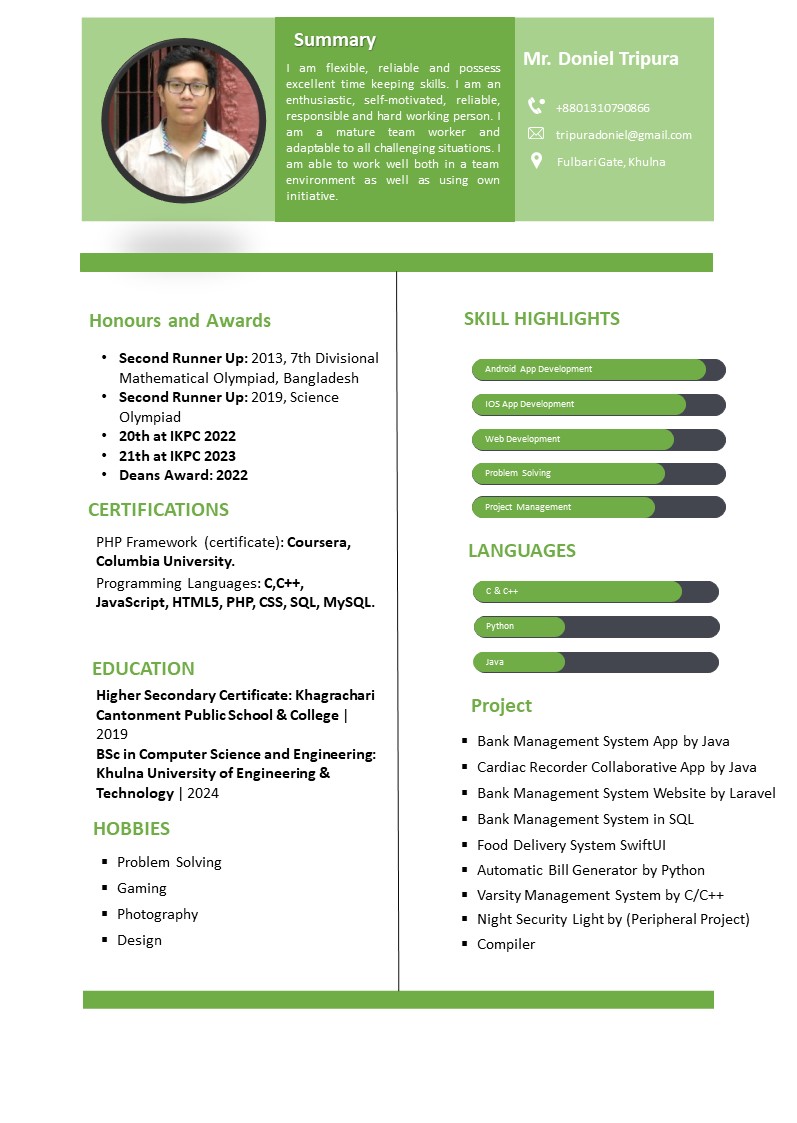 Summary
I am flexible, reliable and possess
excellent time keeping skills. I am an
enthusiastic, self-motivated, reliable,
responsible and hard working person. I
am a mature team worker and
adaptable to all challenging situations. I
am able to work well both in a team
environment as well as using own
initiative.
Mr. Doniel Tripura
+8801310790866
tripuradoniel@gmail.com
Fulbari Gate, Khulna
Honours and Awards
• Second Runner Up: 2013, 7th Divisional
Mathematical Olympiad, Bangladesh
• Second Runner Up: 2019, Science
Olympiad
• 20th at IKPC 2022
• 21th at IKPC 2023
• Deans Award: 2022
CERTIFICATIONS
PHP Framework (certificate): Coursera,
Columbia University.
Programming Languages: C,C++,
JavaScript, HTML5, PHP, CSS, SQL, MySQL.
EDUCATION
Higher Secondary Certificate: Khagrachari
Cantonment Public School & College |
2019
BSc in Computer Science and Engineering:
Khulna University of Engineering &
Technology | 2024
HOBBIES
▪ Problem Solving
▪ Gaming
▪ Photography
▪ Design
SKILL HIGHLIGHTS
Android App Development
IOS App Development
Web Development
Problem Solving
Project Management
LANGUAGES
C & C++
Python
Java
Project
▪ Bank Management System App by Java
▪ Cardiac Recorder Collaborative App by Java
▪ Bank Management System Website by Laravel
▪ Bank Management System in SQL
▪ Food Delivery System SwiftUI
▪ Automatic Bill Generator by Python
▪ Varsity Management System by C/C++
▪ Night Security Light by (Peripheral Project)
▪ Compiler